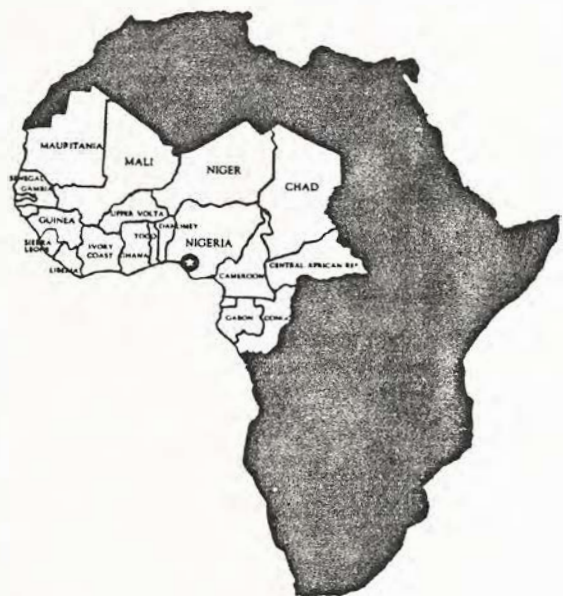 MAURITANIA
MALI
NIGER
CHAD
SENEGAL
GAMBIA
GUINEA
UPPER VOLTA
DAHOMEY
NIGERIA
SIERRA
LEONE
IVORY
COAST
TOGO
GHANA
LIBERIA
CAMEROON
CENTRAL AFRICAN REP.
GABON
CONGO